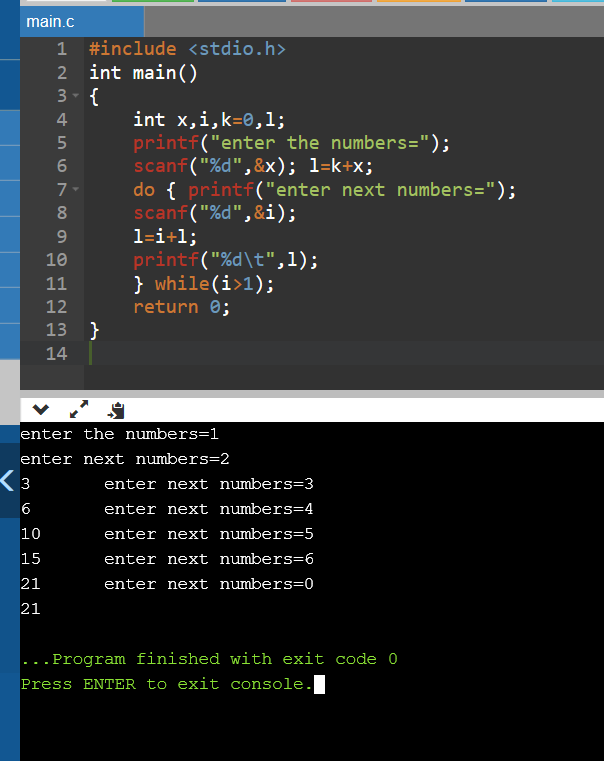 main.c
1 #include <stdio.h>
2 int main()
3 {
4 int x,i,k=0,l;
5 printf("enter the numbers=");
6 scanf("%d",&x); l=k+x;
7 do { printf("enter next numbers=");
8 scanf("%d",&i);
9 l=i+l;
10 printf("%d\t",l);
11 } while(i>1);
12 return 0;
13 }
14
enter the numbers=1
enter next numbers=2
3 enter next numbers=3
6 enter next numbers=4
10 enter next numbers=5
15 enter next numbers=6
21 enter next numbers=0
21
...Program finished with exit code 0
Press ENTER to exit console.